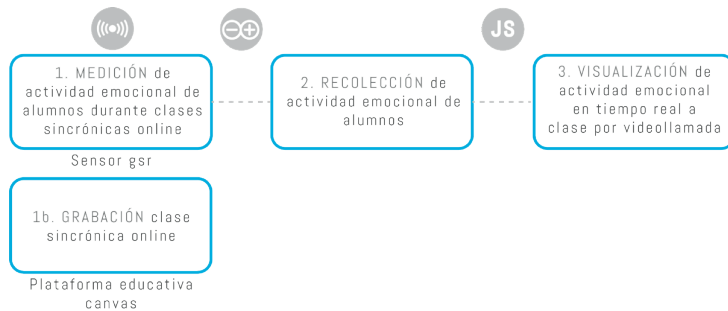 JS
1. MEDICIÓN de
actividad emocional de
alumnos durante clases
sincrónicas online
Sensor gsr
2. RECOLECCIÓN de
actividad emocional de
alumnos
3. VISUALIZACIÓN de
actividad emocional
en tiempo real a
clase por videollamada
1b. GRABACIÓN clase
sincrónica online
Plataforma educativa
canvas